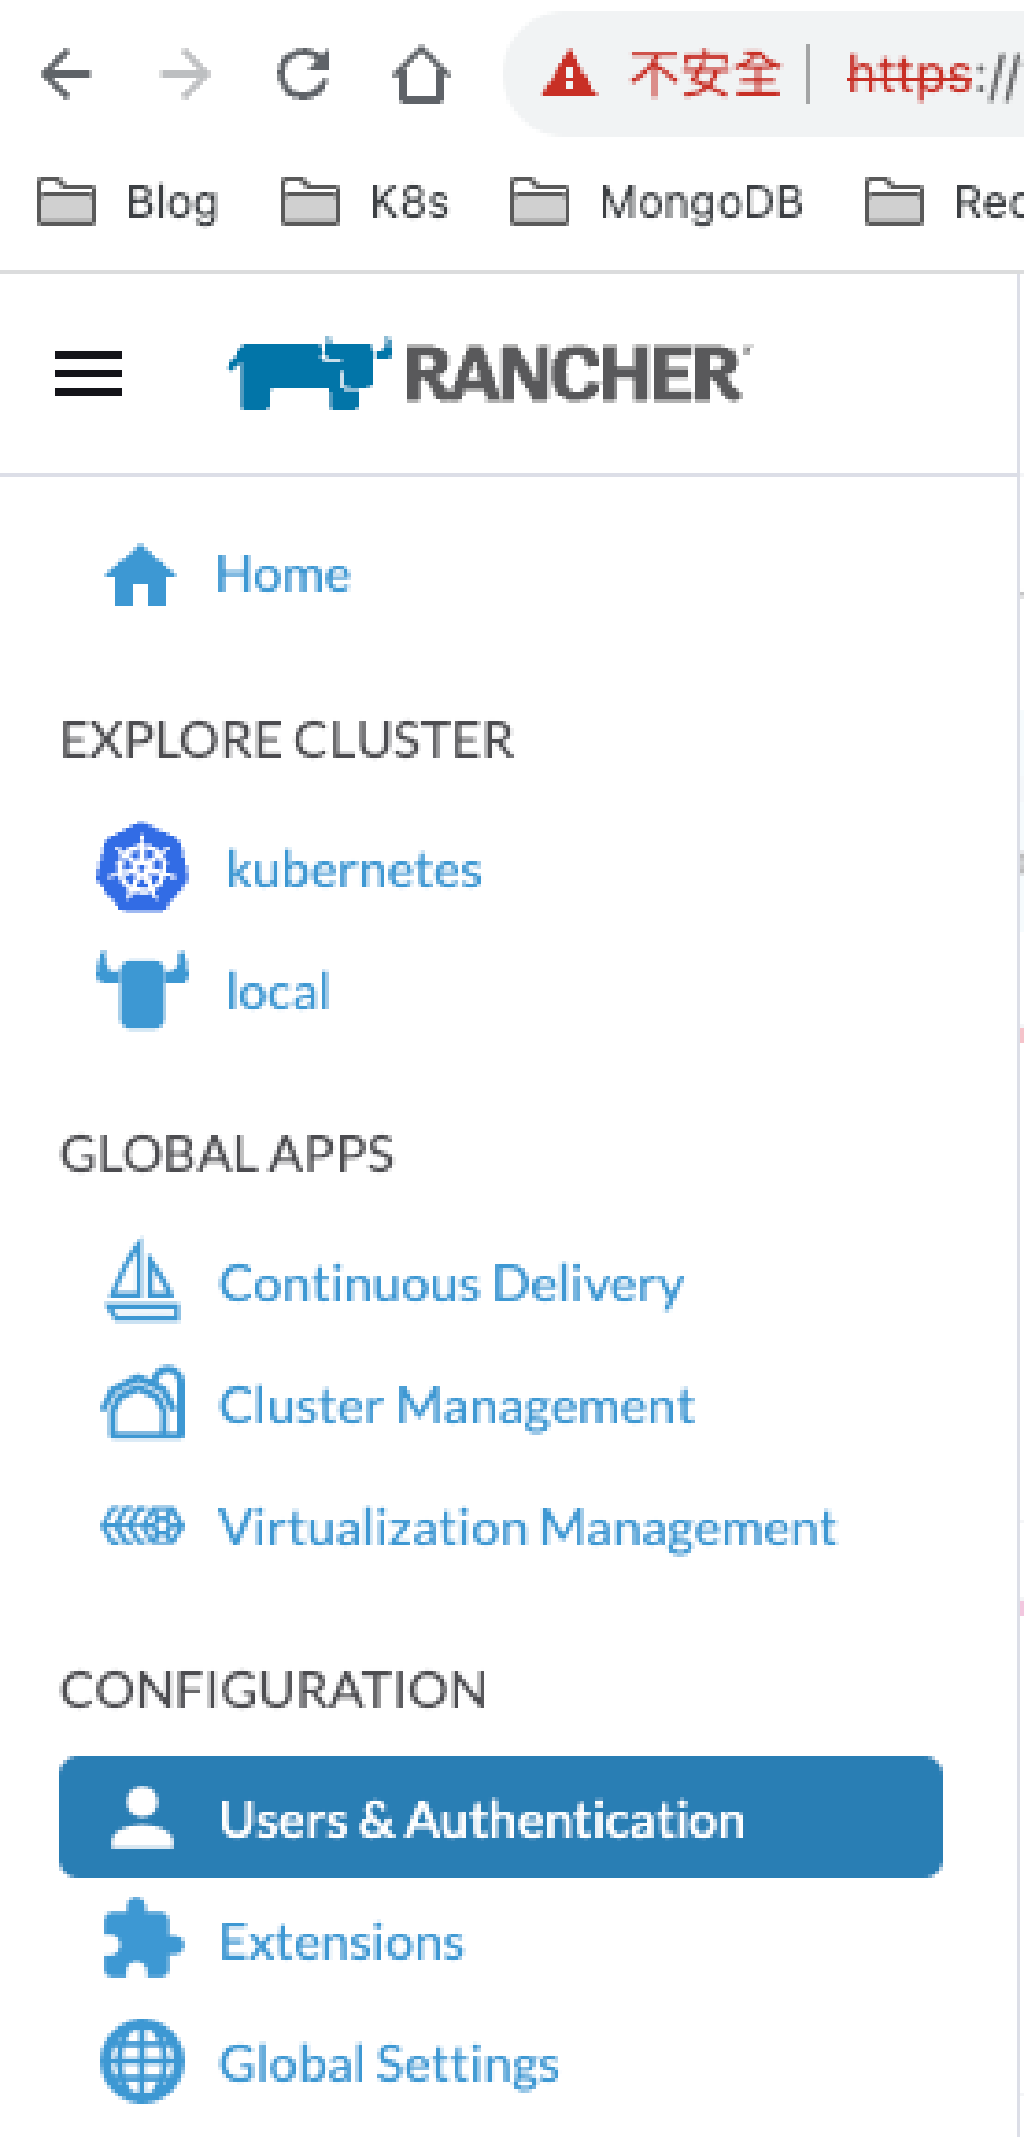 不安全 https://
Blog K8s MongoDB
RANCHER
Home
EXPLORE CLUSTER
kubernetes
local
GLOBAL APPS
Continuous Delivery
Cluster Management
Virtualization Management
CONFIGURATION
Users & Authentication
Extensions
Global Settings